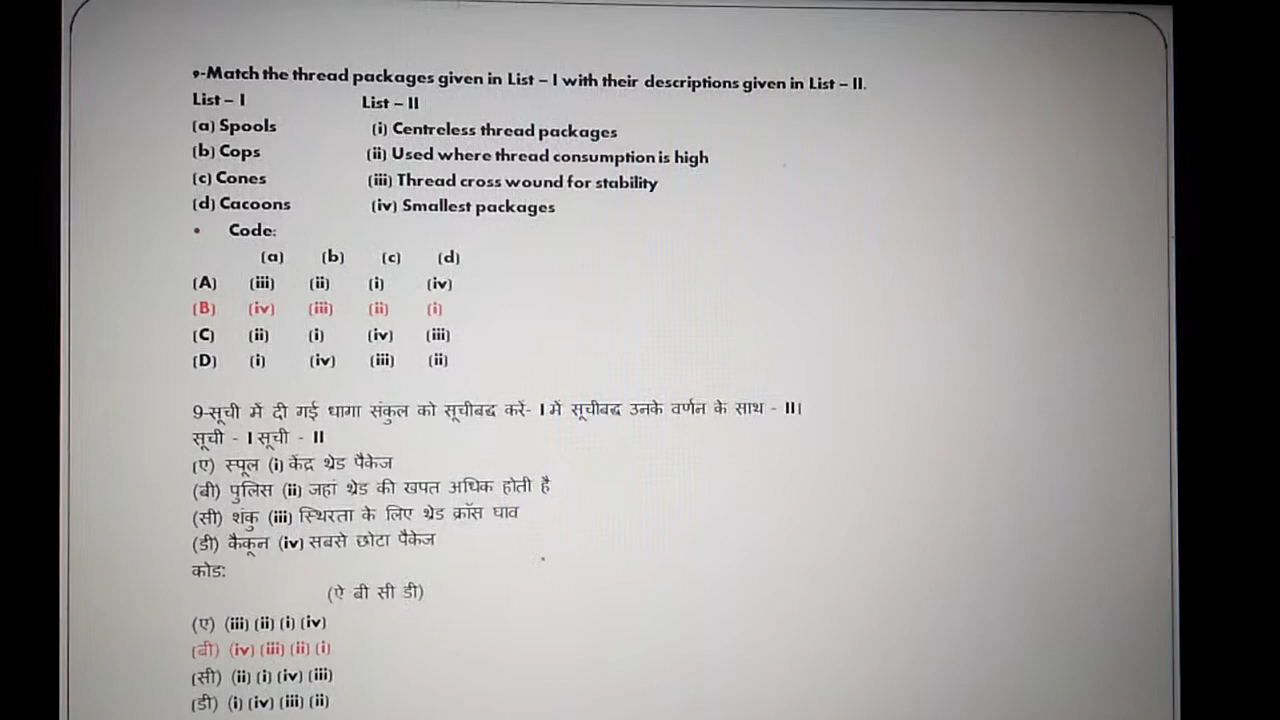 9-Match the thread packages given in List – I with their descriptions given in List – II.
List – I List – II
(a) Spools (i) Centreless thread packages
(b) Cops (ii) Used where thread consumption is high
(c) Cones (iii) Thread cross wound for stability
(d) Cacoons (iv) Smallest packages
• Code:
(a) (b) (c) (d)
(A) (iii) (ii) (i) (iv)
(B) (iv) (iii) (ii) (i)
(C) (ii) (i) (iv) (iii)
(D) (i) (iv) (iii) (ii)
9-सूची में दी गई धागा संकुल को सूचीबद्ध करें- I में सूचीबद्ध उनके वर्णन के साथ - II।
सूची - I सूची - II
(ए) स्पूल (i) केंद्र थ्रेड पैकेज
(बी) पुलिस (ii) जहां थ्रेड की खपत अधिक होती है
(सी) शंकु (iii) स्थिरता के लिए थ्रेड क्रॉस घाव
(डी) कैकून (iv) सबसे छोटा पैकेज
कोड:
(ऐ बी सी डी)
(ए) (iii) (ii) (i) (iv)
(बी) (iv) (iii) (ii) (i)
(सी) (ii) (i) (iv) (iii)
(डी) (i) (iv) (iii) (ii)